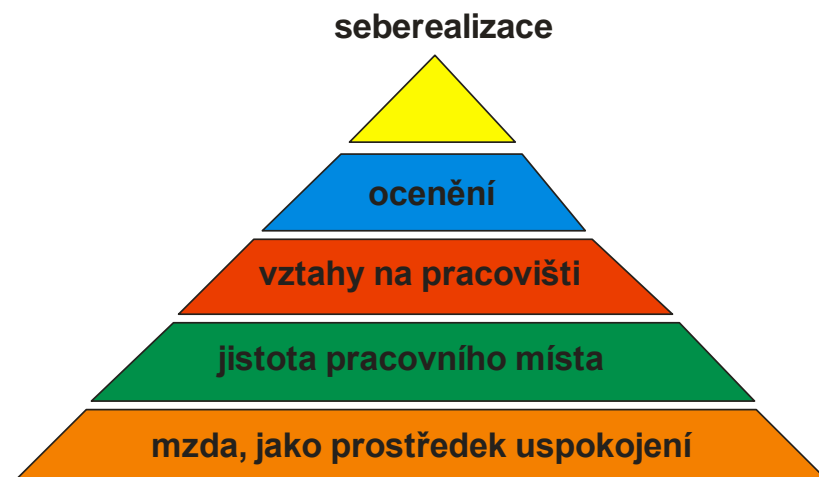 seberealizace
ocenění
vztahy na pracovišti
jistota pracovního místa
mzda, jako prostředek uspokojení